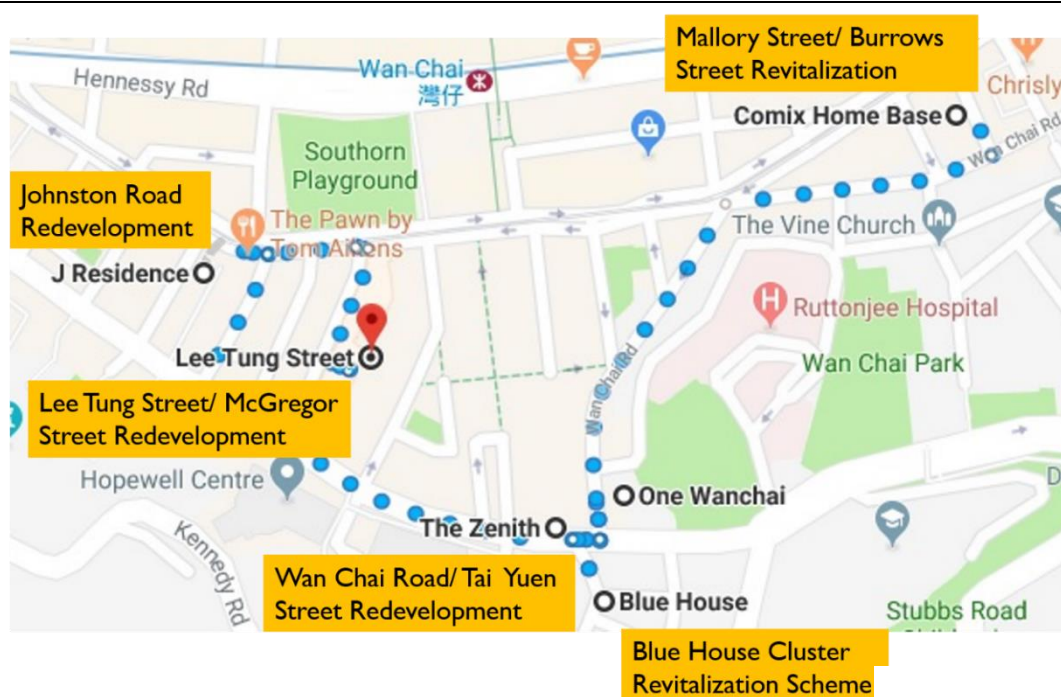 Mallory Street/ Burrows
Street Revitalization
Wan Chai
灣仔
Hennessy Rd
Chrisly
Comix Home Base
Wan Chai Rd
Southorn
Playground
Johnston Road
Redevelopment
The Pawn by
Tom Aikens
The Vine Church
J Residence
Ruttonjee Hospital
Lee Tung Street
Wan Chai Park
Wan Chai Rd
Lee Tung Street/ McGregor
Street Redevelopment
Hopewell Centre
D
One Wanchai
The Zenith
Kennedy Rd
Wan Chai Road/ Tai Yuen
Street Redevelopment
Blue House
Stubbs Road
Blue House Cluster
Revitalization Scheme